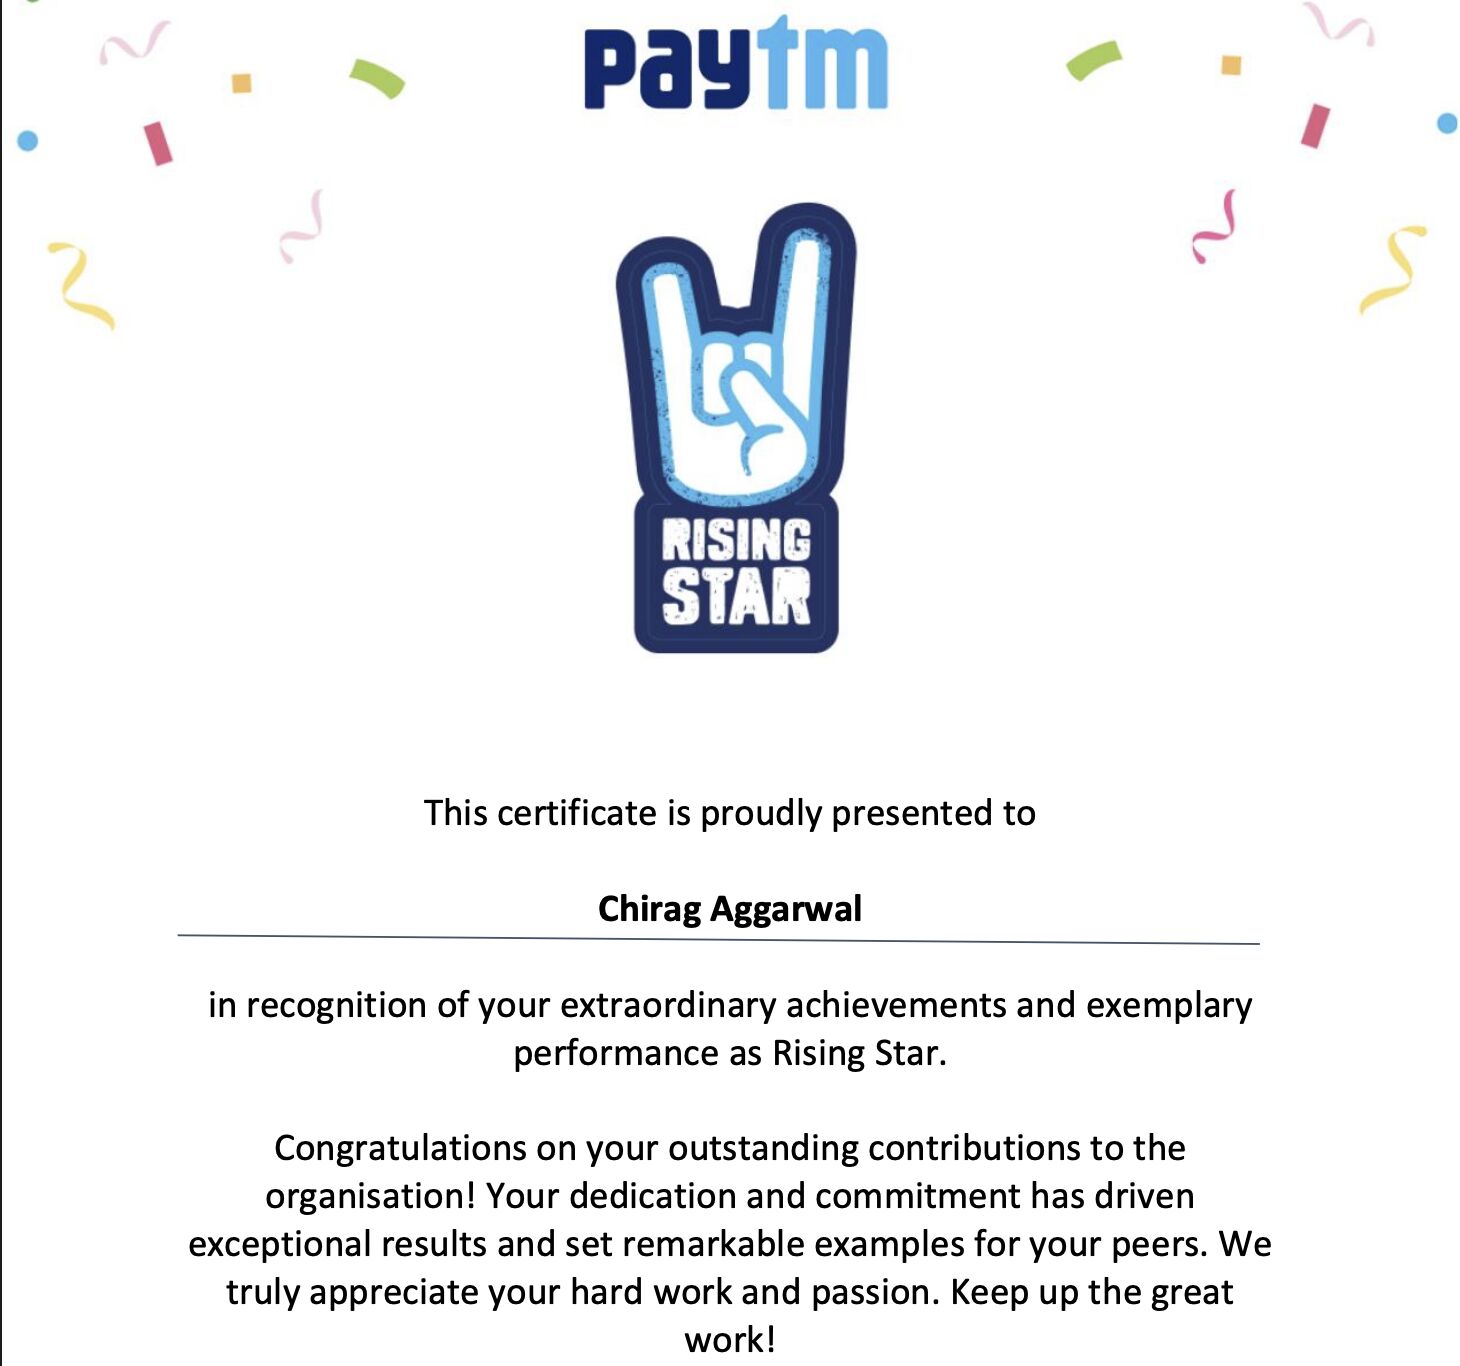 paytm
RISING
STAR
This certificate is proudly presented to
Chirag Aggarwal
in recognition of your extraordinary achievements and exemplary
performance as Rising Star.
Congratulations on your outstanding contributions to the
organisation! Your dedication and commitment has driven
exceptional results and set remarkable examples for your peers. We
truly appreciate your hard work and passion. Keep up the great
work!